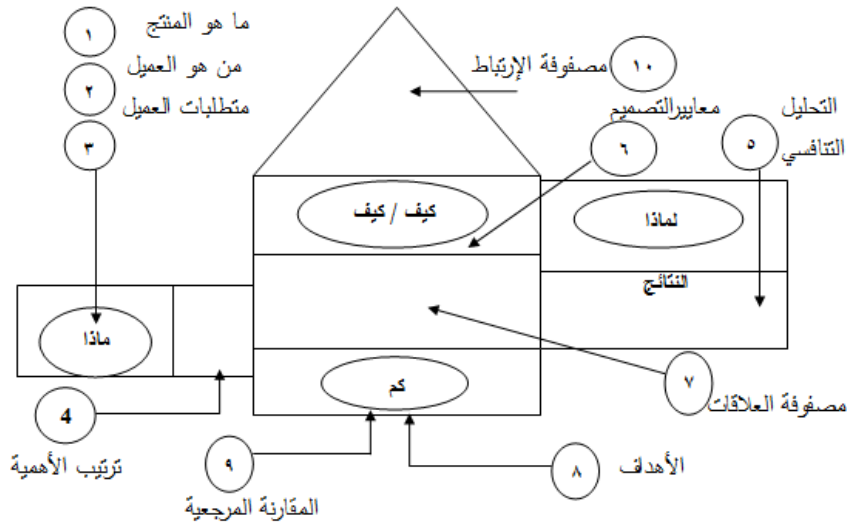 ما هو المنتج ١
من هو العميل ٢
متطلبات العميل ٣
١٠ مصفوفة الإرتباط
معاييرالتصميم
٦
التحليل
التنافسي ٥
كيف / كيف
لماذا
النتائج
ماذا
كم
4
ترتيب الأهمية
٩
المقارنة المرجعية
٨ الأهداف
٧
مصفوفة العلاقات